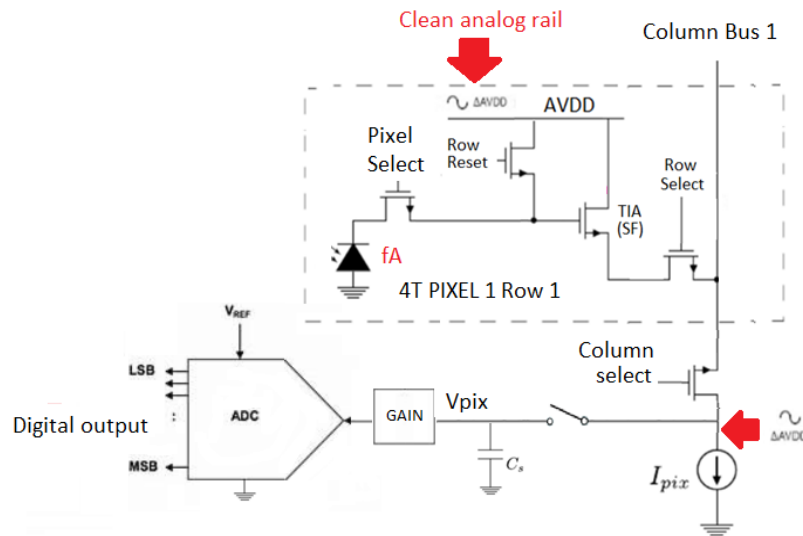 Clean analog rail
Column Bus 1
ΔAVDD
AVDD
Pixel
Select
Row
Reset
Row
Select
TIA
(SF)
fA
4T PIXEL 1 Row 1
VREF
Column
select
LSB
ADC
GAIN
Vpix
Digital output
:
MSB
Cs
Ipix
ΔAVDD